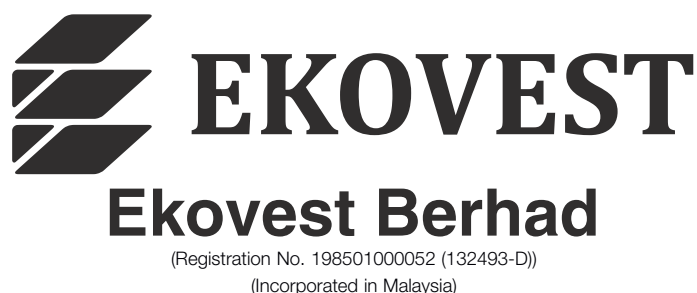 EKOVEST
Ekovest Berhad
(Registration No. 198501000052 (132493-D))
(Incorporated in Malaysia)